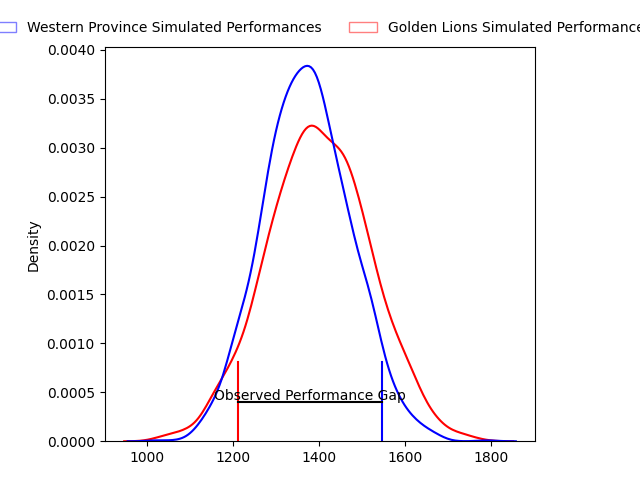 Western Province Simulated Performances Golden Lions Simulated Performance
0.0040
0.0035
0.0030
0.0025
0.0020
0.0015
0.0010
0.0005
0.0000
Density
Observed Performance Gap
1000 1200 1400 1600 1800